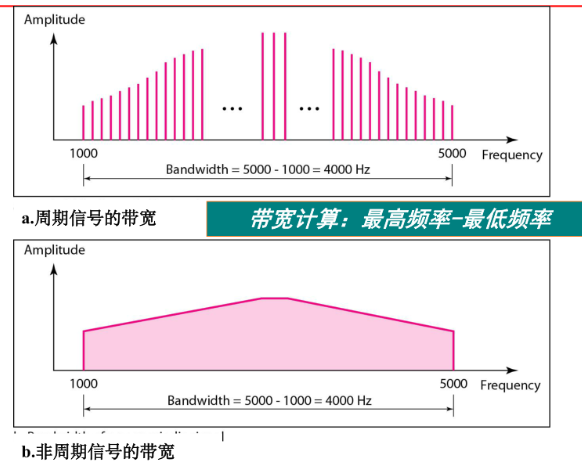 Amplitude
...
...
1000
5000
Frequency
Bandwidth = 5000 - 1000 = 4000 Hz
a.周期信号的带宽
带宽计算：最高频率-最低频率
Amplitude
1000
5000
Frequency
Bandwidth = 5000 - 1000 = 4000 Hz
b.非周期信号的带宽